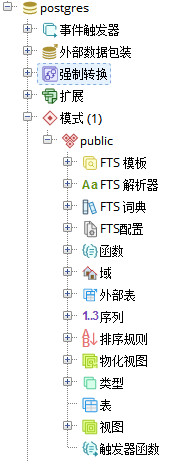 postgres
事件触发器
外部数据包装
强制转换
扩展
模式 (1)
public
FTS 模板
FTS 解析器
FTS 词典
FTS配置
函数
域
外部表
序列
排序规则
物化视图
类型
表
视图
触发器函数